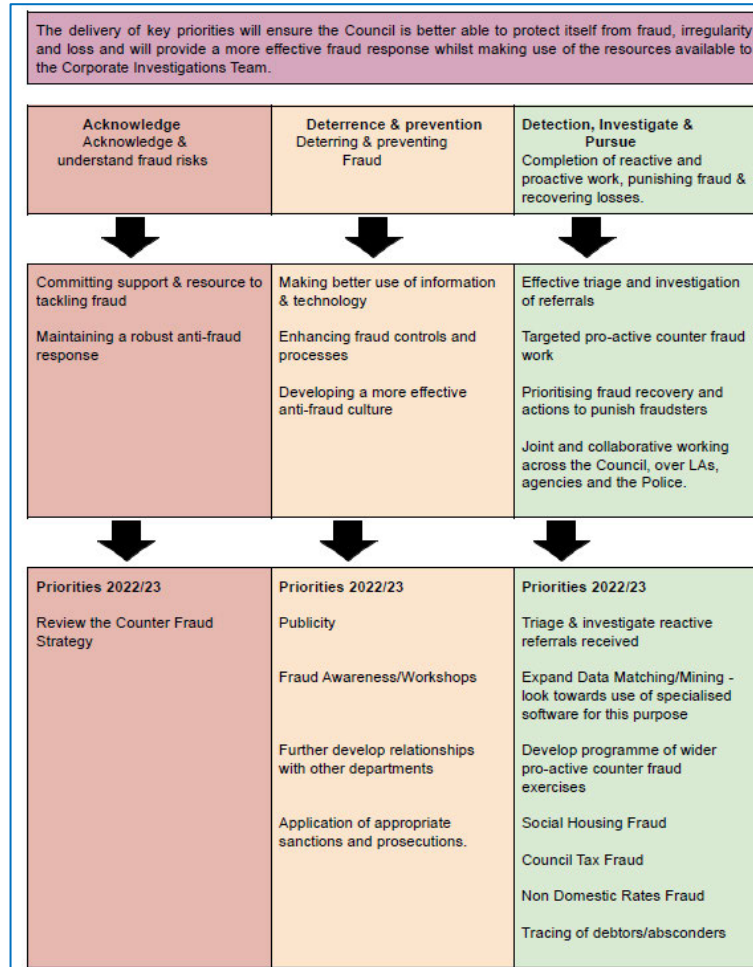 The delivery of key priorities will ensure the Council is better able to protect itself from fraud, irregularity
and loss and will provide a more effective fraud response whilst making use of the resources available to
the Corporate Investigations Team.
Acknowledge
Acknowledge &
understand fraud risks
Deterrence & prevention
Deterring & preventing
Fraud
Detection, Investigate &
Pursue
Completion of reactive and
proactive work, punishing fraud &
recovering losses.
Committing support & resource to
tackling fraud
Maintaining a robust anti-fraud
response
Making better use of information
& technology
Enhancing fraud controls and
processes
Developing a more effective
anti-fraud culture
Effective triage and investigation
of referrals
Targeted pro-active counter fraud
work
Prioritising fraud recovery and
actions to punish fraudsters
Joint and collaborative working
across the Council, over LAs,
agencies and the Police.
Priorities 2022/23
Review the Counter Fraud
Strategy
Priorities 2022/23
Publicity
Fraud Awareness/Workshops
Further develop relationships
with other departments
Application of appropriate
sanctions and prosecutions.
Priorities 2022/23
Triage & investigate reactive
referrals received
Expand Data Matching/Mining -
look towards use of specialised
software for this purpose
Develop programme of wider
pro-active counter fraud
exercises
Social Housing Fraud
Council Tax Fraud
Non Domestic Rates Fraud
Tracing of debtors/absconders